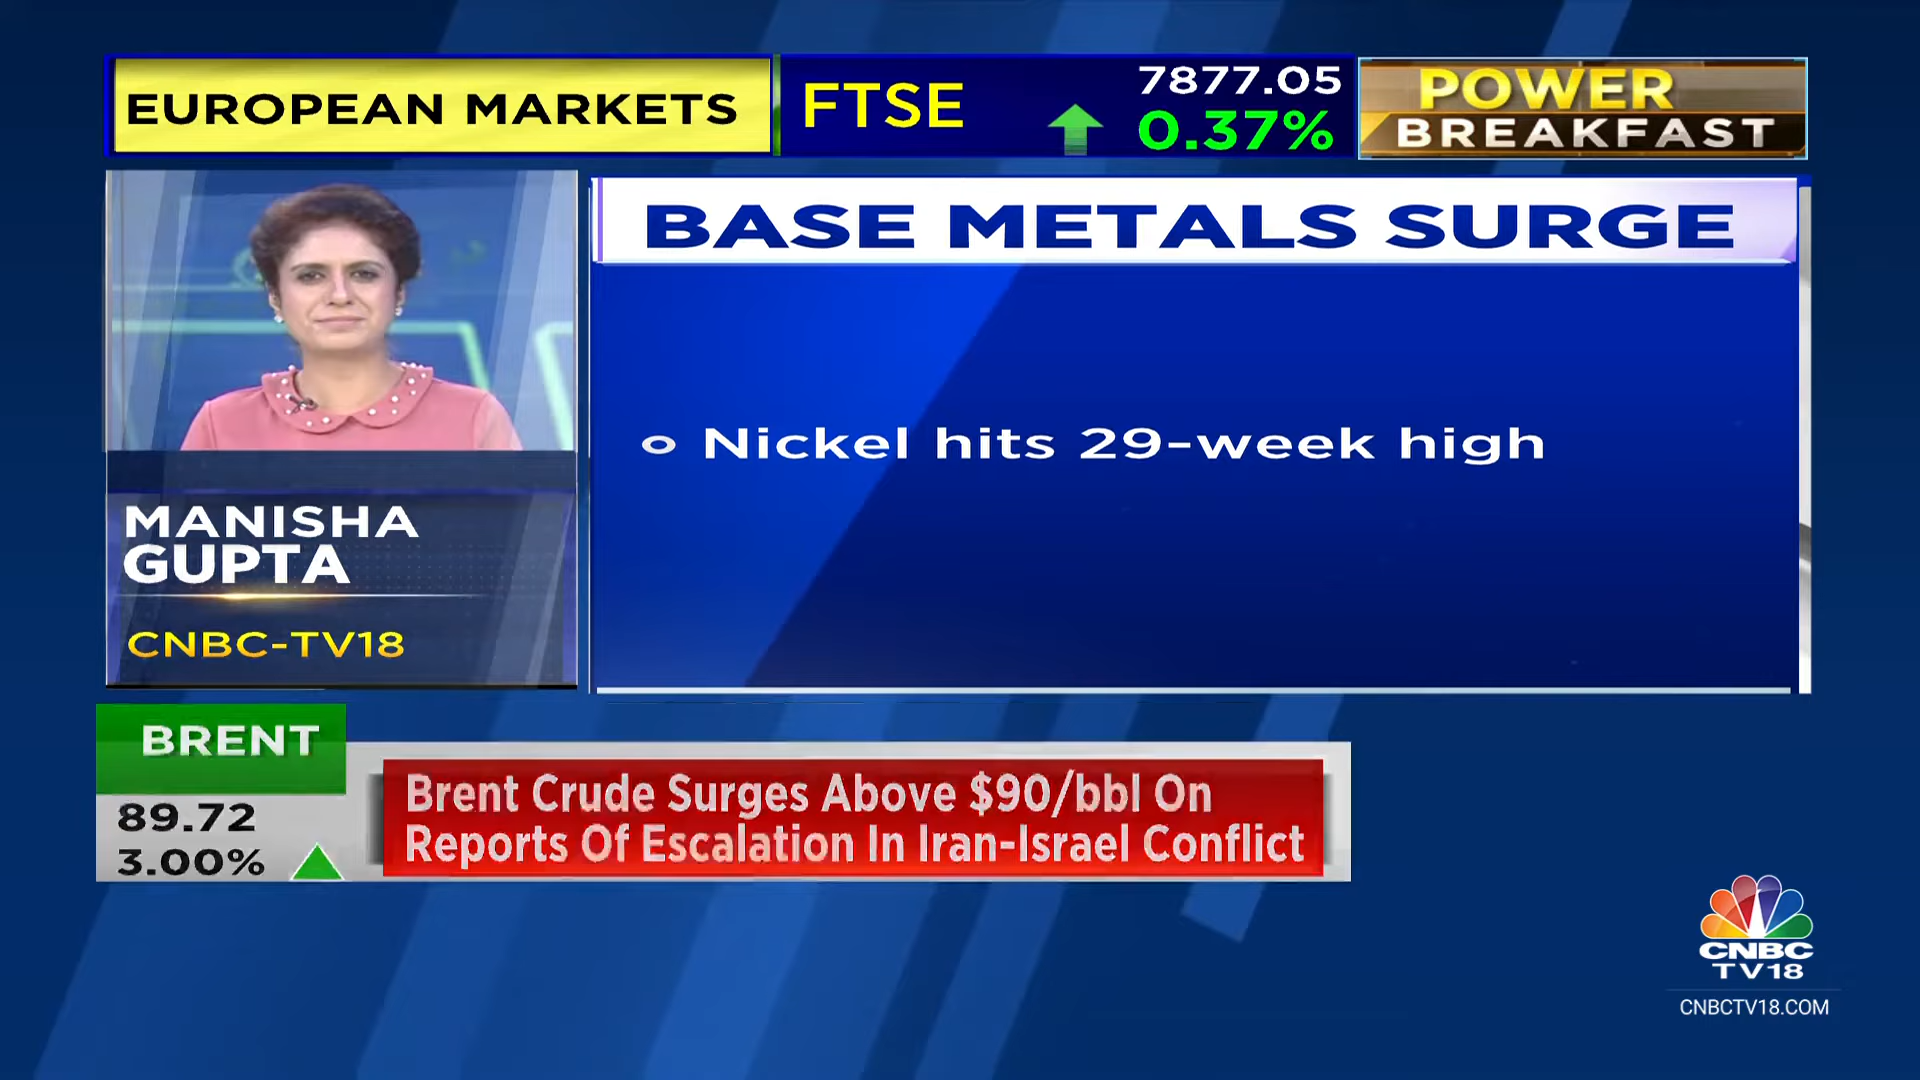 EUROPEAN MARKETS
FTSE
7877.05
0.37%
POWER
BREAKFAST
BASE METALS SURGE
Nickel hits 29-week high
MANISHA
GUPTA
CNBC-TV18
BRENT
89.72
3.00%
Brent Crude Surges Above $90/bbl On
Reports Of Escalation In Iran-Israel Conflict
CNBC
TV18
CNBCTV18.COM